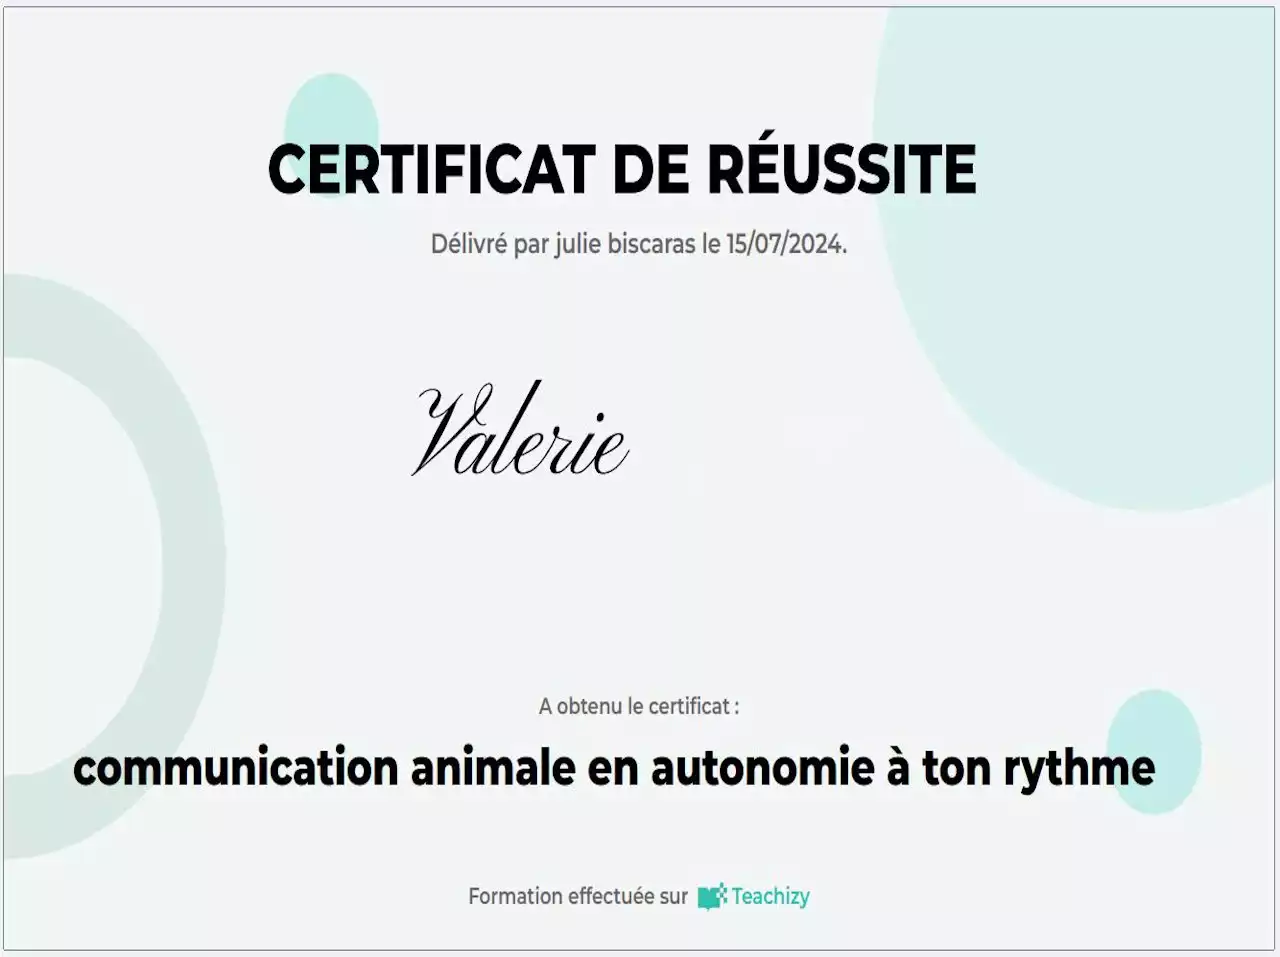 CERTIFICAT DE RÉUSSITE
Délivré par julie biscaras le 15/07/2024.
Valerie
A obtenu le certificat :
communication animale en autonomie à ton rythme
Formation effectuée sur Teachizy